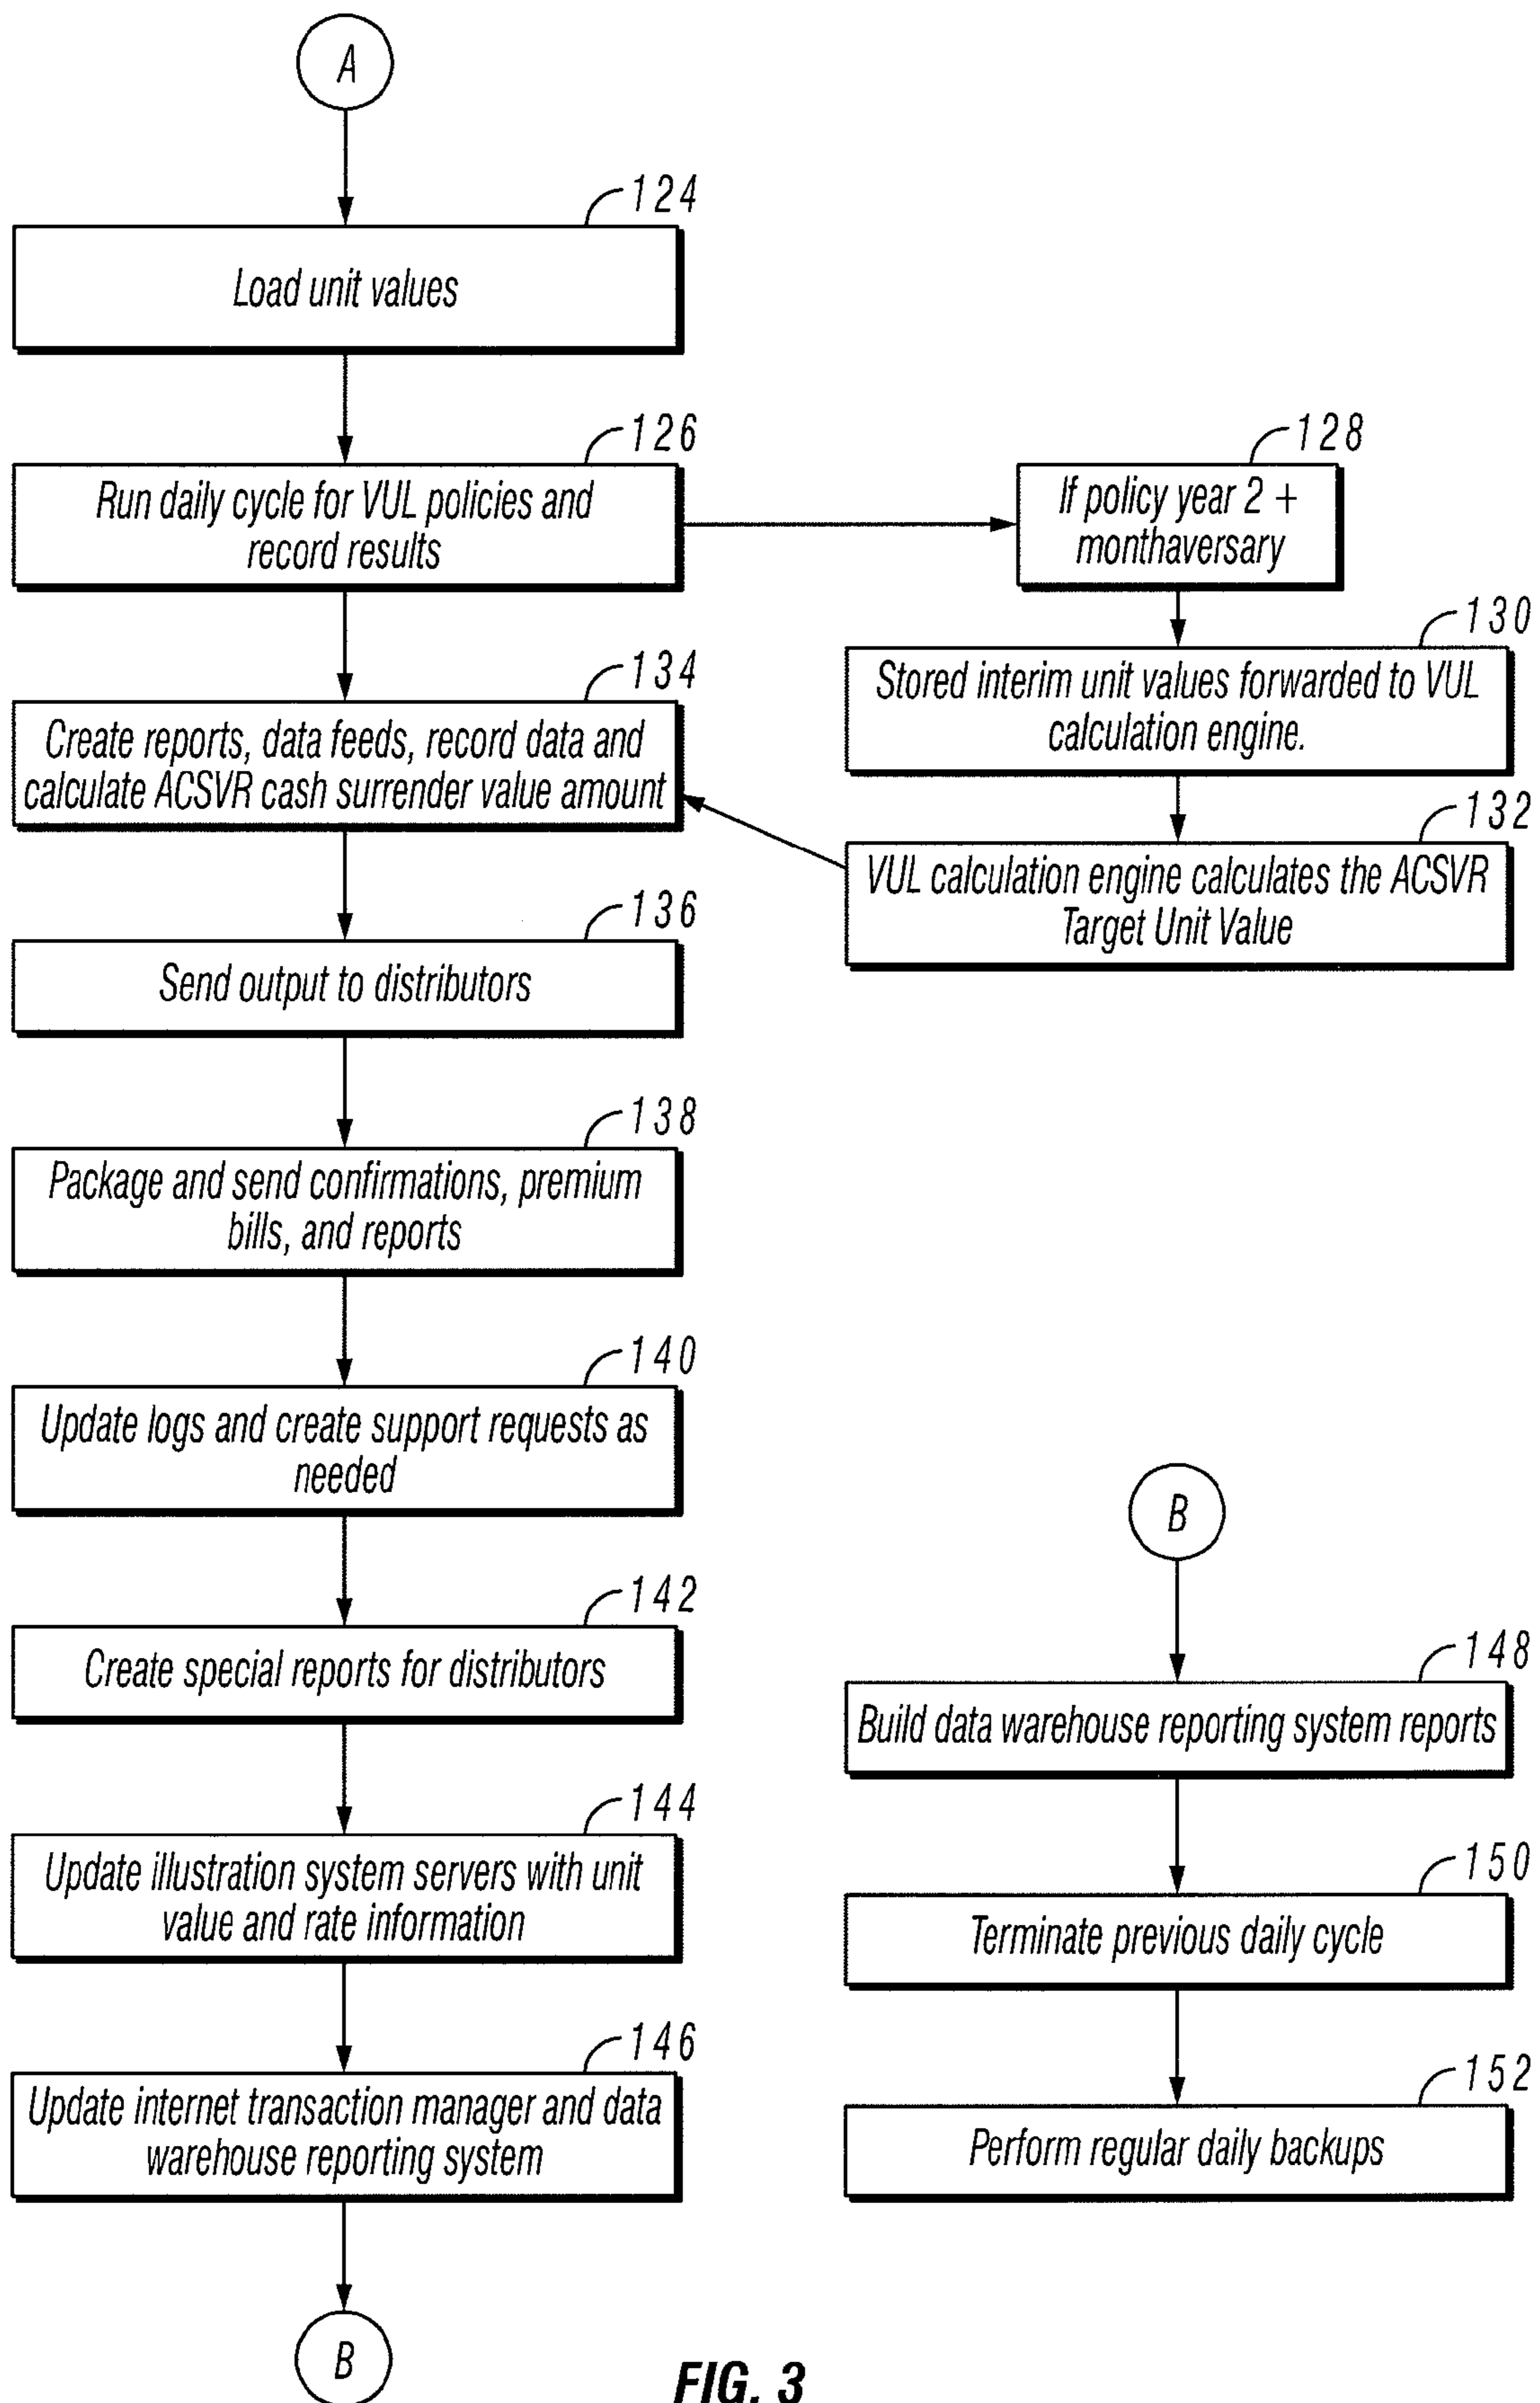 A
124
Load unit values
126
Run daily cycle for VUL policies and
record results
128
If policy year 2 +
monthaversary
130
Stored interim unit values forwarded to VUL
calculation engine.
132
VUL calculation engine calculates the ACSVR
Target Unit Value
134
Create reports, data feeds, record data and
calculate ACSVR cash surrender value amount
136
Send output to distributors
138
Package and send confirmations, premium
bills, and reports
140
Update logs and create support requests as
needed
142
Create special reports for distributors
144
Update illustration system servers with unit
value and rate information
146
Update internet transaction manager and data
warehouse reporting system
B
B
148
Build data warehouse reporting system reports
150
Terminate previous daily cycle
152
Perform regular daily backups
FIG. 3